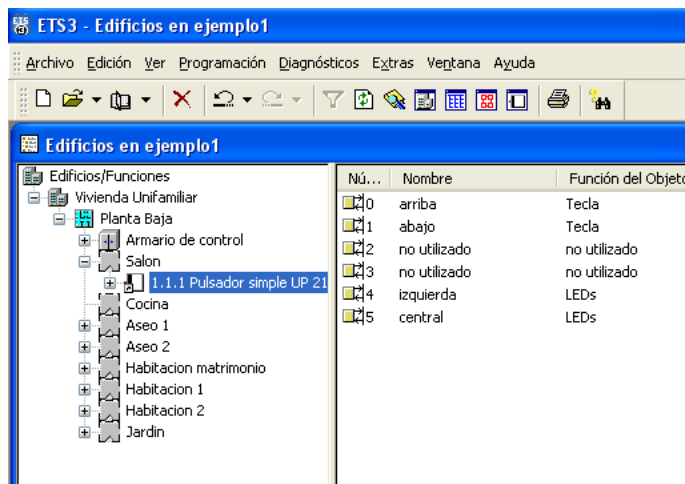 ETS3 - Edificios en ejemplo1
Archivo Edición Ver Programación Diagnósticos Extras Ventana Ayuda
Edificios en ejemplo1
Edificios/Funciones
Vivienda Unifamiliar
Planta Baja
Armario de control
Salon
1.1.1 Pulsador simple UP 21
Cocina
Aseo 1
Aseo 2
Habitacion matrimonio
Habitacion 1
Habitacion 2
Jardin
Nú... Nombre Función del Objeto
0 arriba Tecla
1 abajo Tecla
2 no utilizado no utilizado
3 no utilizado no utilizado
4 izquierda LEDs
5 central LEDs